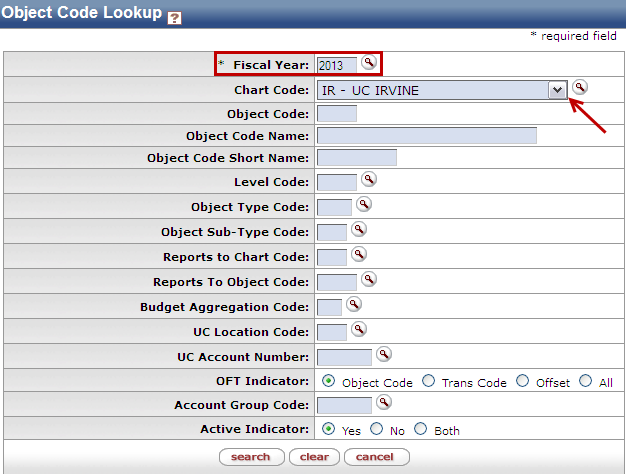 Object Code Lookup ?
* required field
* Fiscal Year: 2013
Chart Code: IR - UC IRVINE
Object Code:
Object Code Name:
Object Code Short Name:
Level Code:
Object Type Code:
Object Sub-Type Code:
Reports to Chart Code:
Reports To Object Code:
Budget Aggregation Code:
UC Location Code:
UC Account Number:
OFT Indicator: Object Code Trans Code Offset All
Account Group Code:
Active Indicator: Yes No Both
search clear cancel